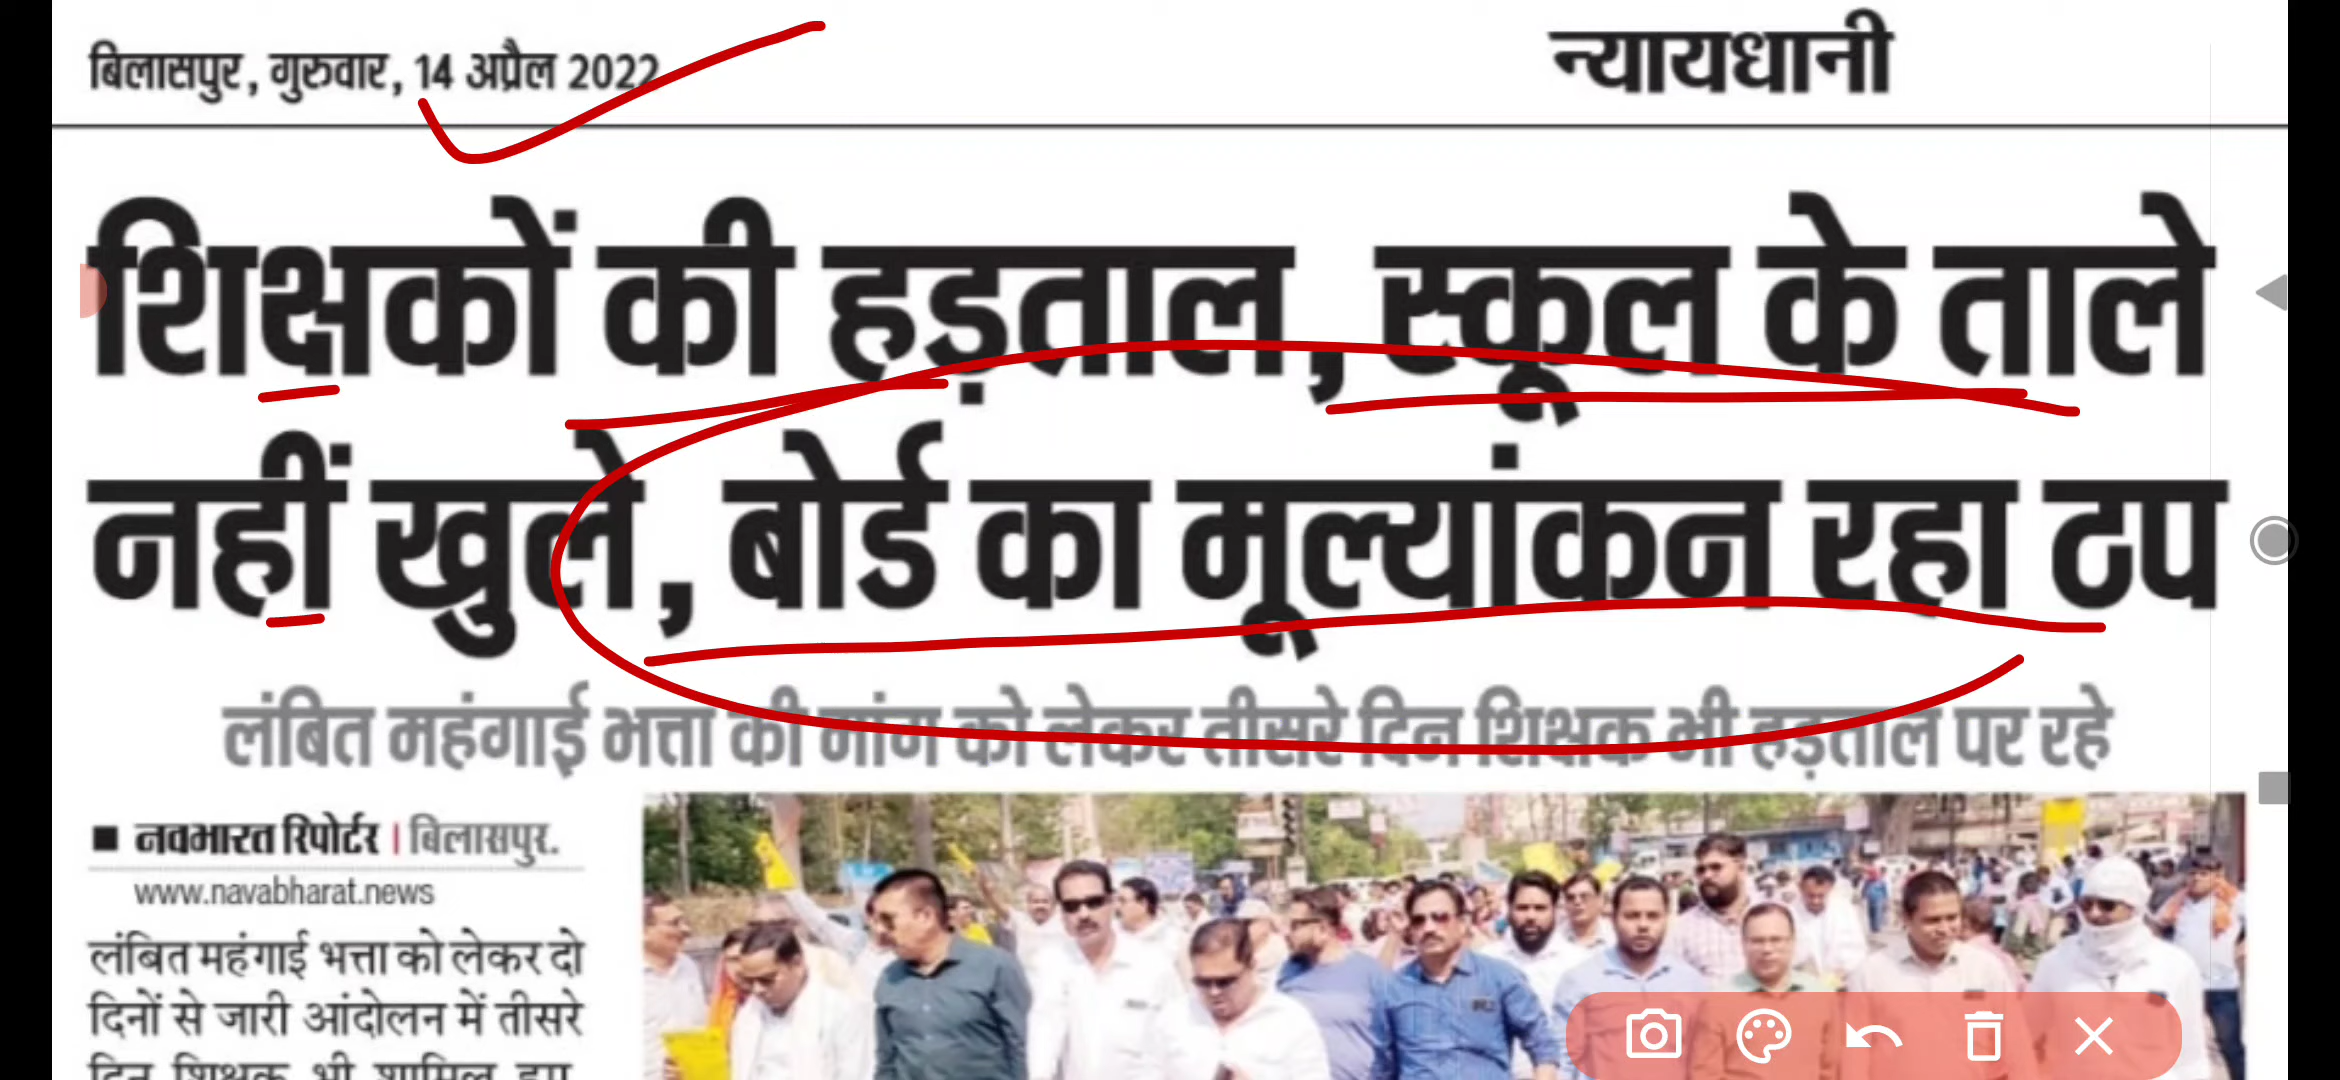 बिलासपुर, गुरुवार, 14 अप्रैल 2022
न्यायधानी
शिक्षकों की हड़ताल, स्कूल के ताले
नहीं खुले, बोर्ड का मूल्यांकन रहा ठप
लंबित महंगाई भत्ता की मांग को लेकर तीसरे दिन शिक्षक भी हड़ताल पर रहे
■ नवभारत रिपोर्टर | बिलासपुर.
www.navabharat.news
लंबित महंगाई भत्ता को लेकर दो
दिनों से जारी आंदोलन में तीसरे
दिन शिक्षक भी शामिल हुए